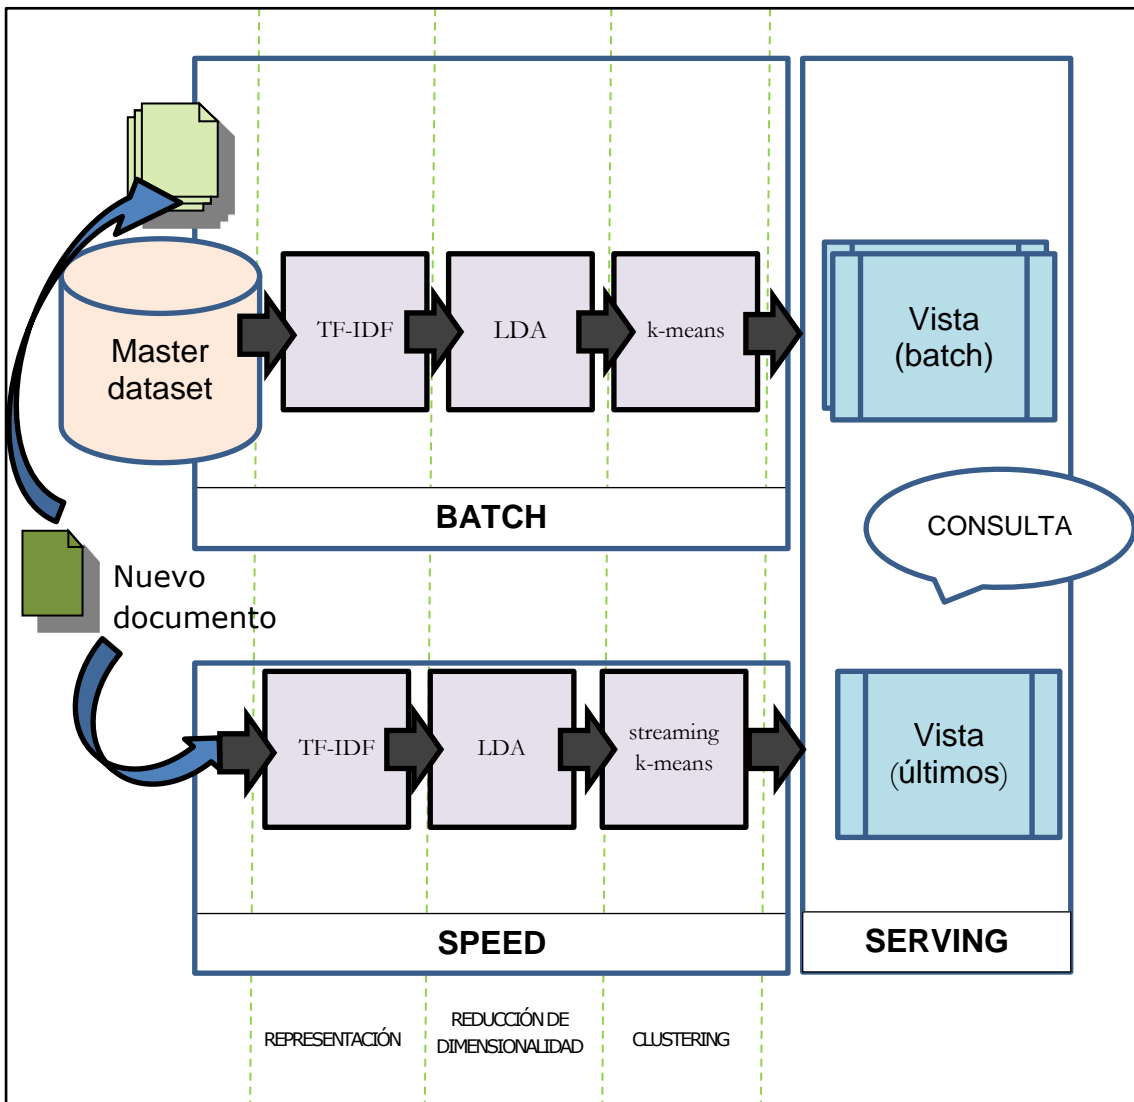 Master
dataset
TF-IDF
LDA
k-means
Vista
(batch)
BATCH
CONSULTA
Nuevo
documento
TF-IDF
LDA
streaming
k-means
Vista
(últimos)
SPEED
SERVING
REPRESENTACIÓN
REDUCCIÓN DE
DIMENSIONALIDAD
CLUSTERING